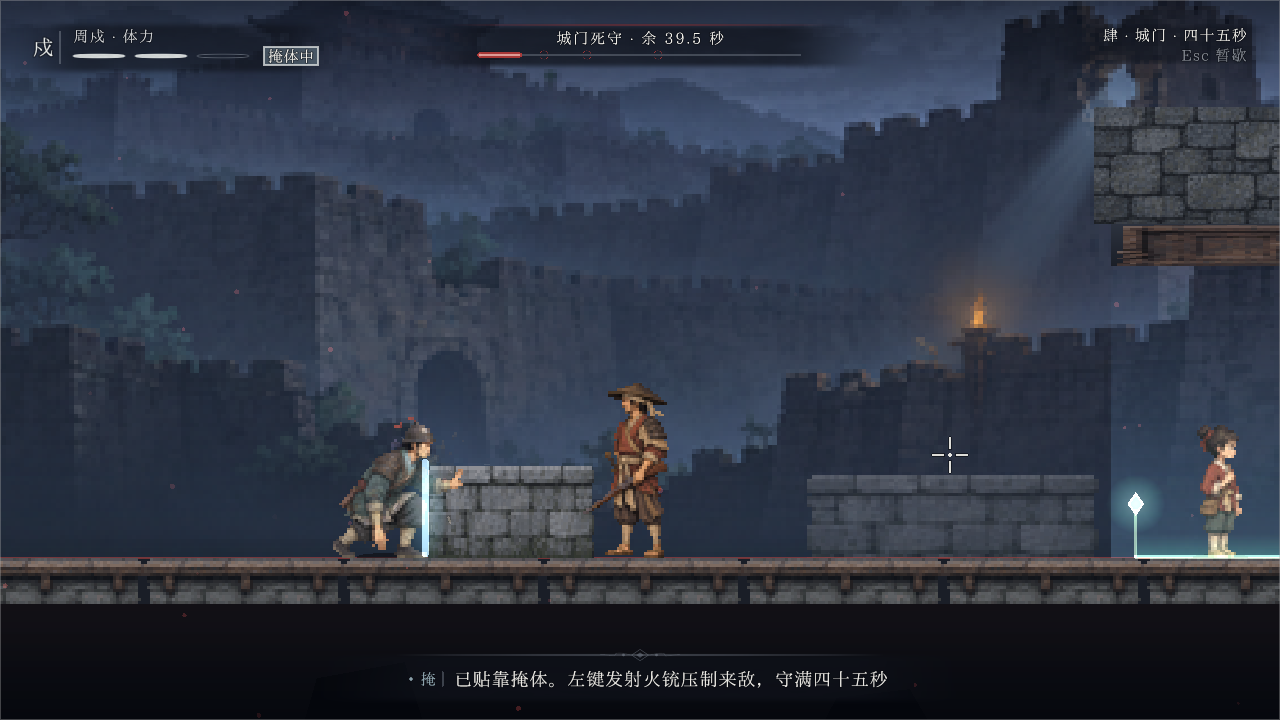 戍
周戍 · 体力
掩体中
城门死守 · 余 39.5 秒
肆 · 城门 · 四十五秒
Esc 暂歇
· 掩 | 已贴靠掩体。左键发射火铳压制来敌，守满四十五秒